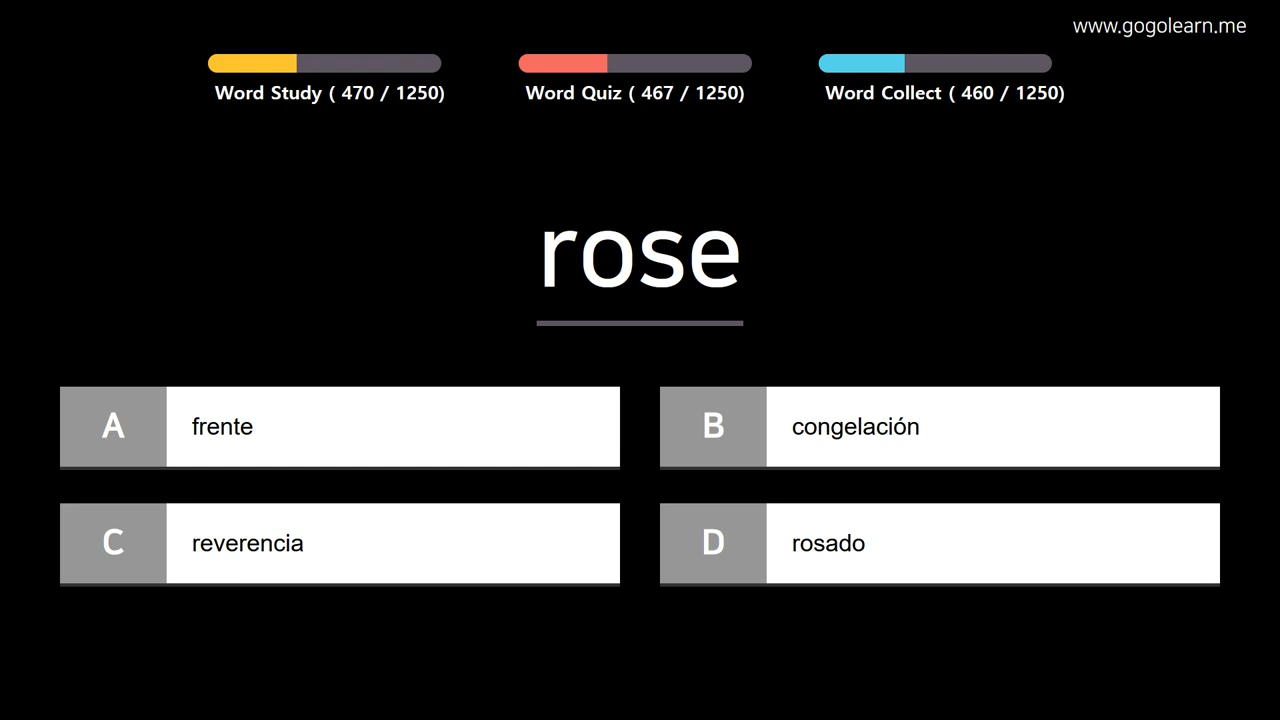 www.gogolearn.me
Word Study ( 470 / 1250)
Word Quiz ( 467 / 1250)
Word Collect ( 460 / 1250)
rose
A frente
B congelación
C reverencia
D rosado